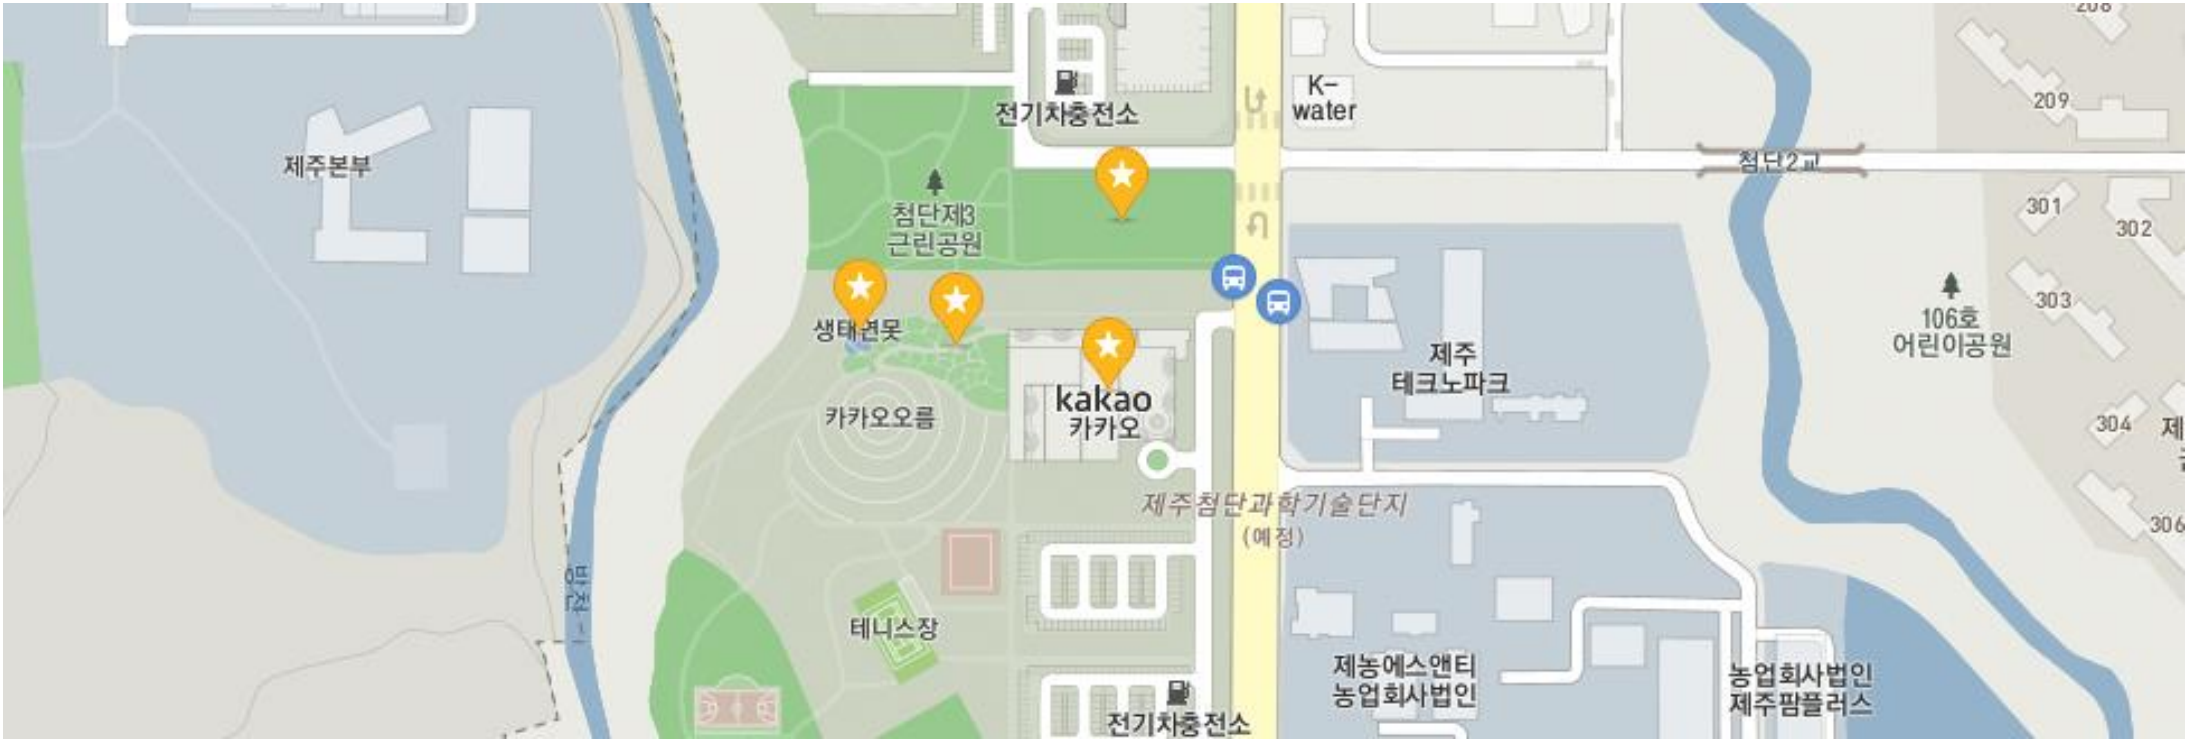 208
K-
water
209
전기차충전소
첨단2교
제주본부
301
첨단제3
근린공원
302
303
106호
어린이공원
생태연못
제주
테크노파크
kakao
카카오
카카오오름
304
제
제주첨단과학기술단지
(예정)
306
방천
테니스장
제농에스앤티
농업회사법인
농업회사법인
제주팜플러스
전기차충전소